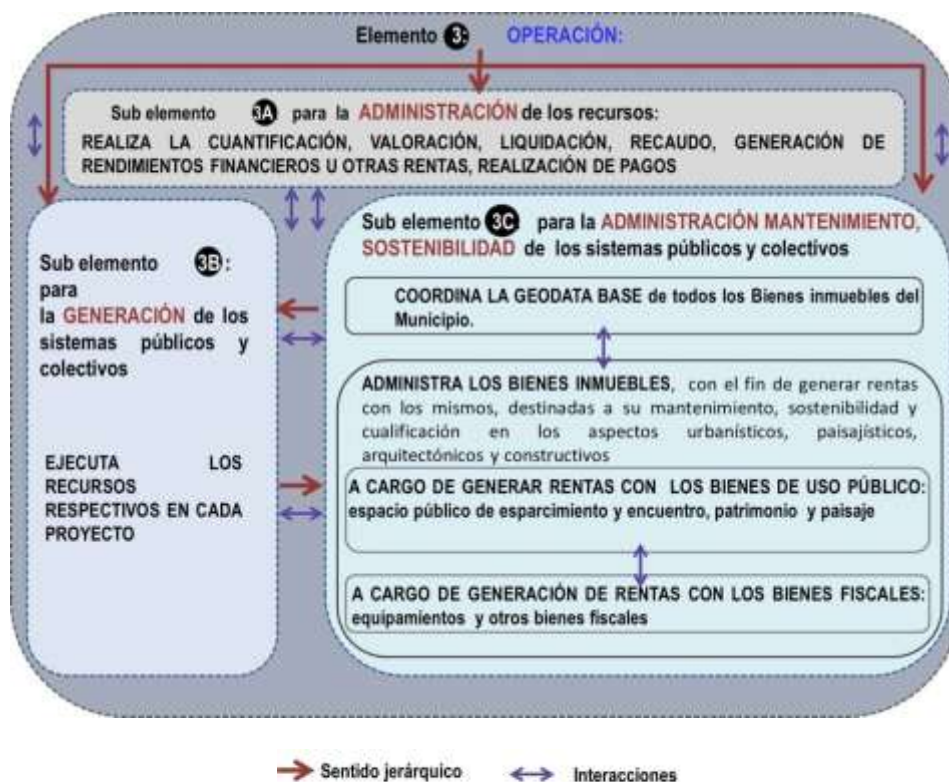 Elemento 3: OPERACIÓN:
Sub elemento 3A para la ADMINISTRACIÓN de los recursos:
REALIZA LA CUANTIFICACIÓN, VALORACIÓN, LIQUIDACIÓN, RECAUDO, GENERACIÓN DE
RENDIMIENTOS FINANCIEROS U OTRAS RENTAS, REALIZACIÓN DE PAGOS
Sub elemento 3B:
para
la GENERACIÓN de los
sistemas públicos y
colectivos
EJECUTA LOS
RECURSOS
RESPECTIVOS EN CADA
PROYECTO
Sub elemento 3C para la ADMINISTRACIÓN MANTENIMIENTO,
SOSTENIBILIDAD de los sistemas públicos y colectivos
COORDINA LA GEODATA BASE de todos los Bienes inmuebles del
Municipio.
ADMINISTRA LOS BIENES INMUEBLES, con el fin de generar rentas
con los mismos, destinadas a su mantenimiento, sostenibilidad y
cualificación en los aspectos urbanísticos, paisajísticos,
arquitectónicos y constructivos
A CARGO DE GENERAR RENTAS CON LOS BIENES DE USO PÚBLICO:
espacio público de esparcimiento y encuentro, patrimonio y paisaje
A CARGO DE GENERACIÓN DE RENTAS CON LOS BIENES FISCALES:
equipamientos y otros bienes fiscales
Sentido jerárquico Interacciones